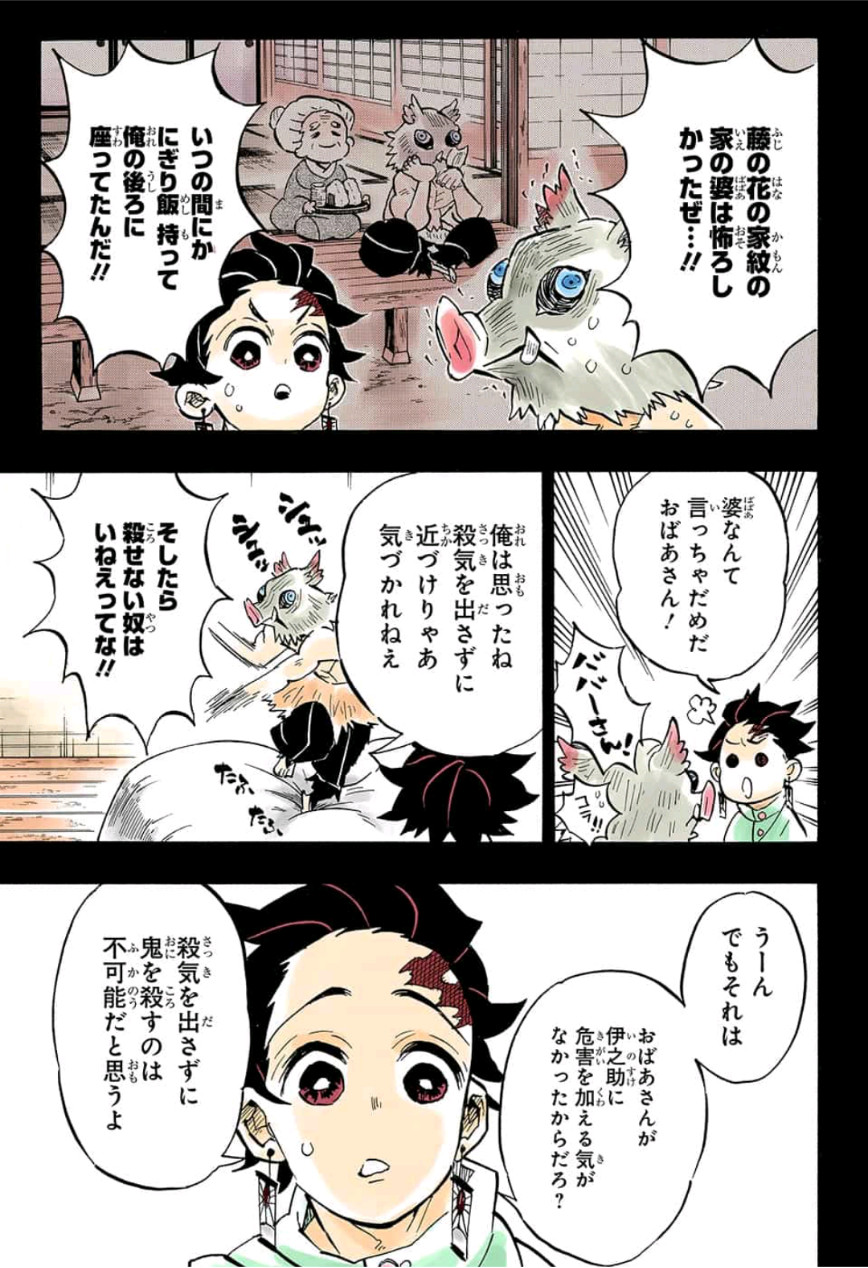 藤の花の家紋の
家の婆は怖ろし
かったぜ…!!
いつの間にか
にぎり飯 持って
俺の後ろに
座ってたんだ!!
婆なんて
言っちゃだめだ
おばあさん!
バーさん!
コク!!
俺は思ったね
殺気を出さずに
近づけりゃあ
気づかれねえ
シュッ
シュッ
たふ
たふ
そしたら
殺せない奴は
いねえってな!!
うーん
でもそれは
おばあさんが
伊之助に
危害を加える気が
なかったからだろ?
殺気を出さずに
鬼を殺すのは
不可能だと思うよ